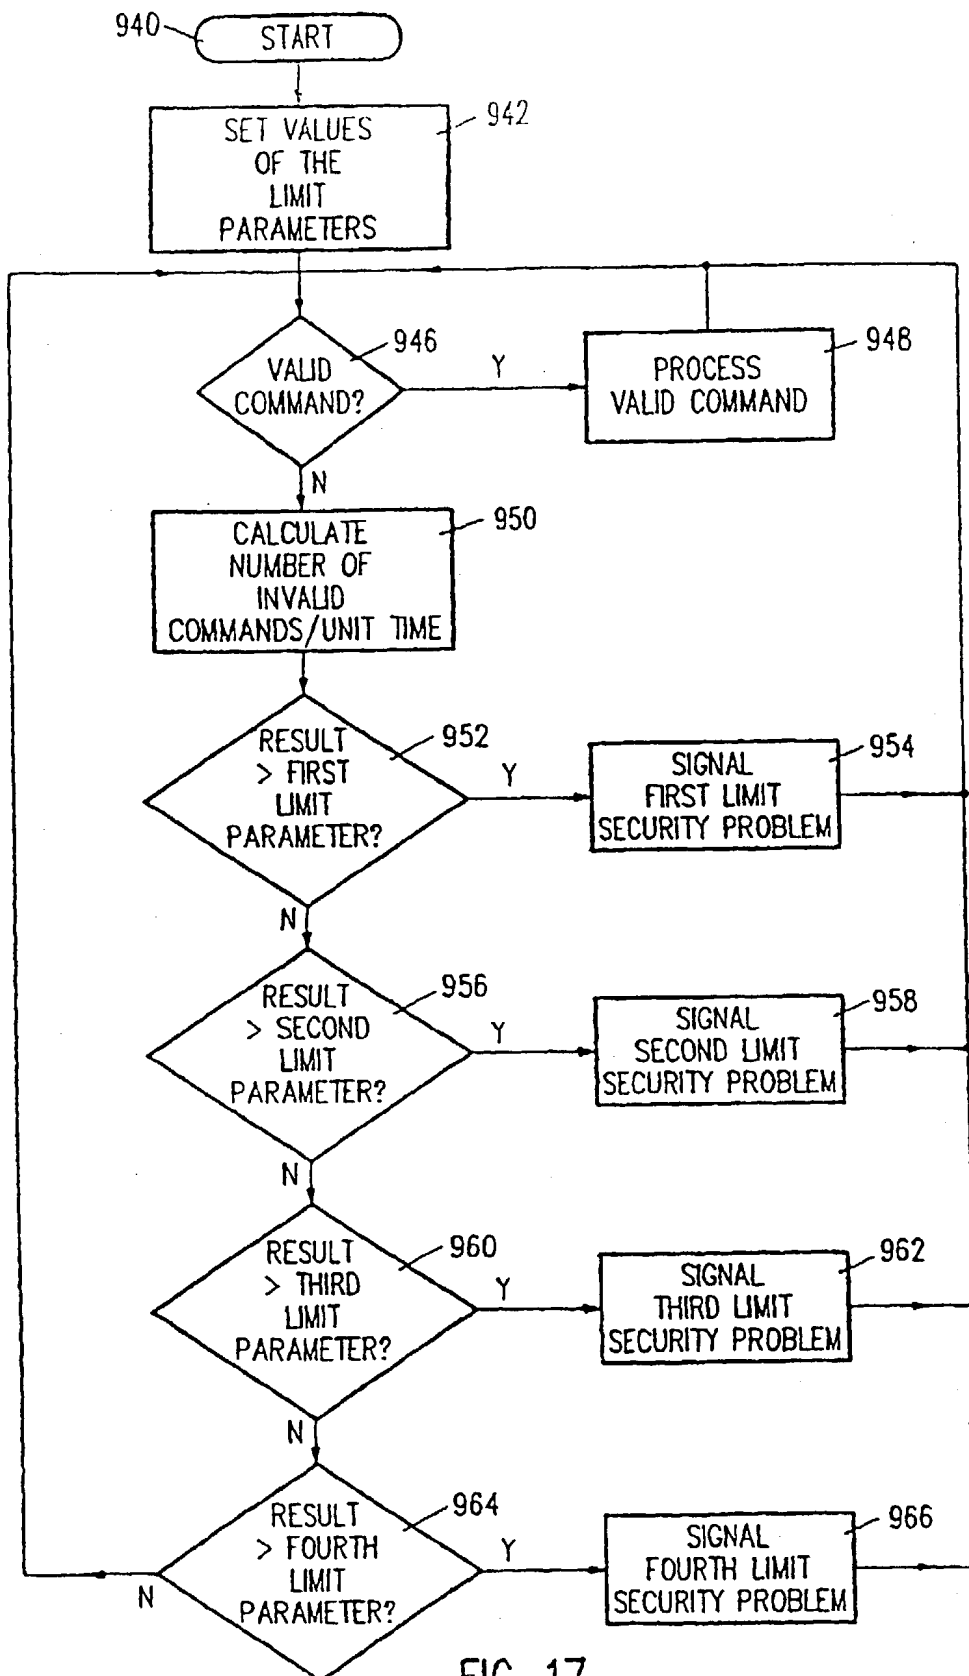 940
START
942
SET VALUES
OF THE
LIMIT
PARAMETERS
946
VALID
COMMAND?
Y
948
PROCESS
VALID COMMAND
N
950
CALCULATE
NUMBER OF
INVALID
COMMANDS/UNIT TIME
952
RESULT
> FIRST
LIMIT
PARAMETER?
Y
954
SIGNAL
FIRST LIMIT
SECURITY PROBLEM
N
956
RESULT
> SECOND
LIMIT
PARAMETER?
Y
958
SIGNAL
SECOND LIMIT
SECURITY PROBLEM
N
960
RESULT
> THIRD
LIMIT
PARAMETER?
Y
962
SIGNAL
THIRD LIMIT
SECURITY PROBLEM
N
964
RESULT
> FOURTH
LIMIT
PARAMETER?
Y
966
SIGNAL
FOURTH LIMIT
SECURITY PROBLEM
N
FIG. 17